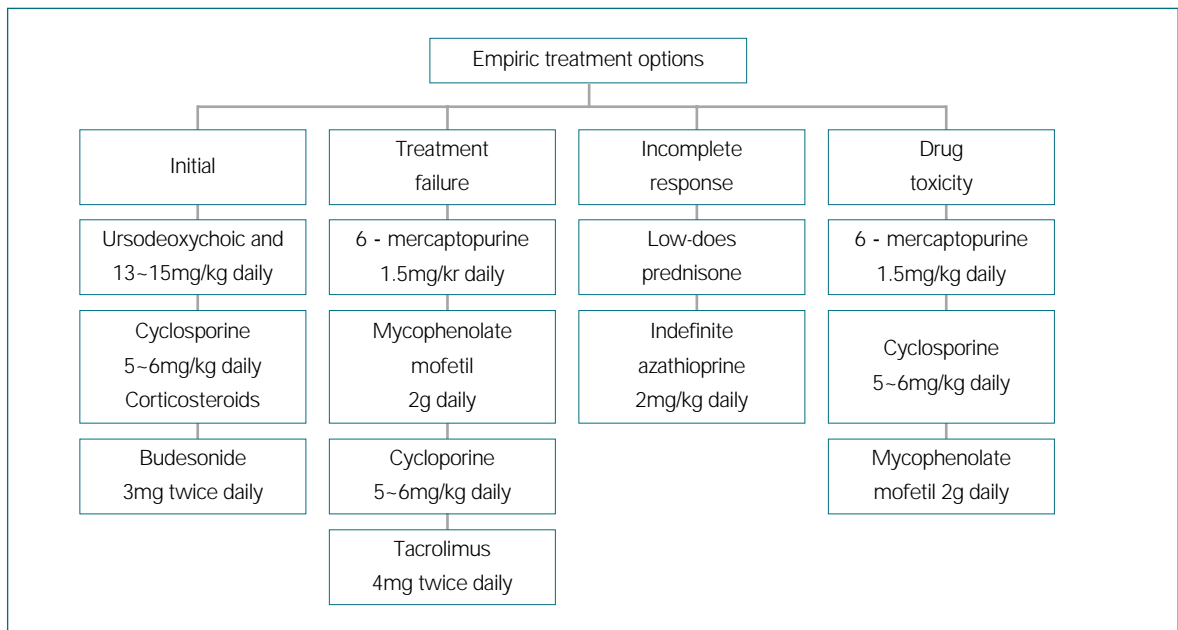 Empiric treatment options
Initial
Ursodeoxychoic and
13~15mg/kg daily
Cyclosporine
5~6mg/kg daily
Corticosteroids
Budesonide
3mg twice daily
Treatment
failure
6 - mercaptopurine
1.5mg/kr daily
Mycophenolate
mofetil
2g daily
Cycloporine
5~6mg/kg daily
Tacrolimus
4mg twice daily
Incomplete
response
Low-does
prednisone
Indefinite
azathioprine
2mg/kg daily
Drug
toxicity
6 - mercaptopurine
1.5mg/kg daily
Cyclosporine
5~6mg/kg daily
Mycophenolate
mofetil 2g daily